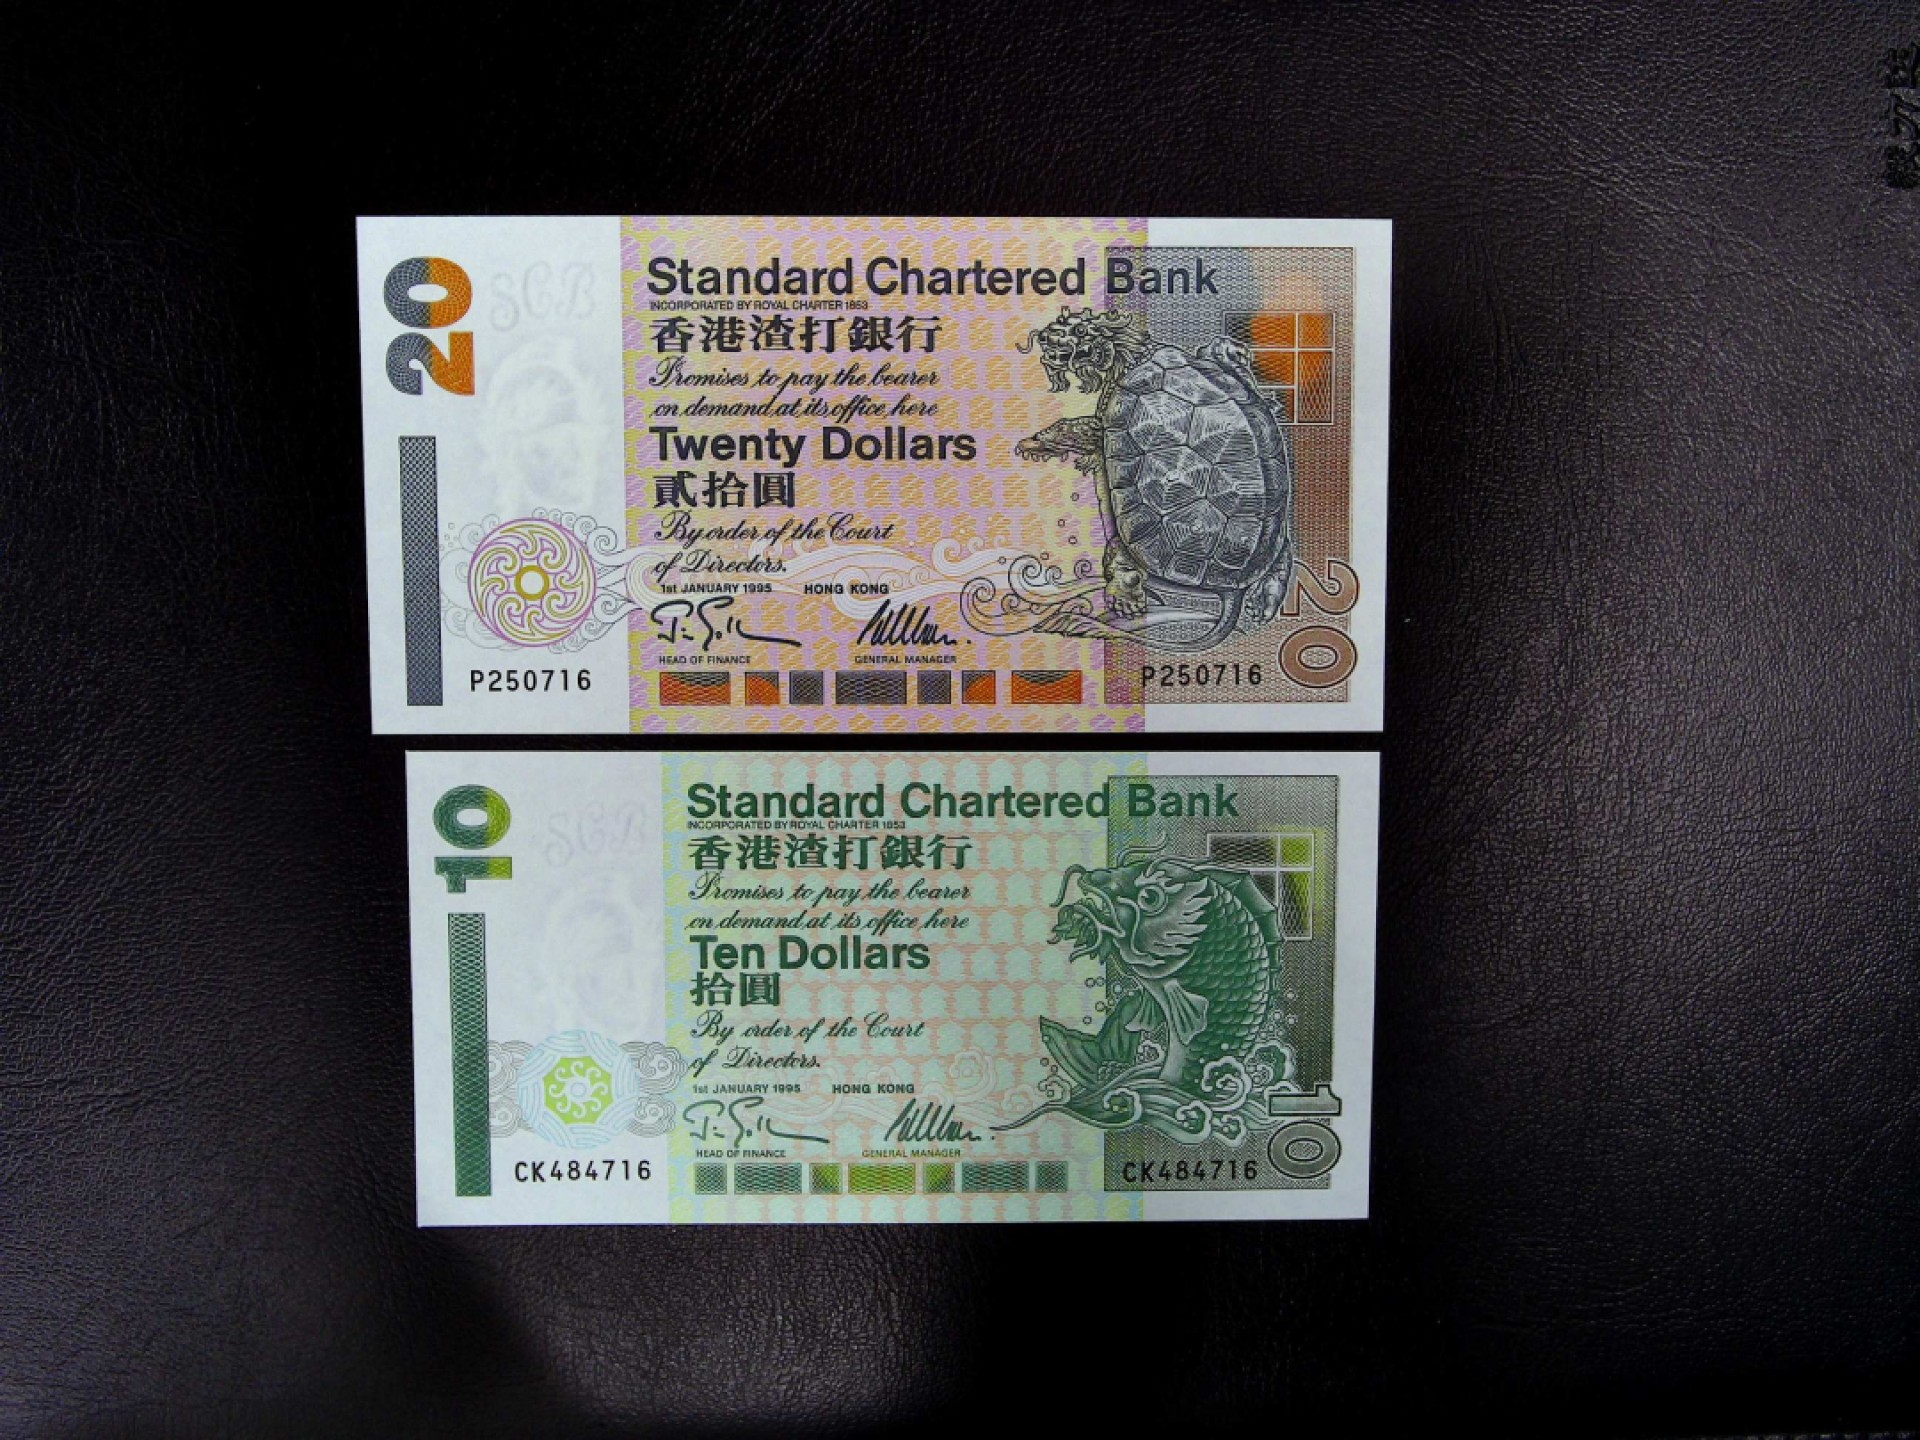 20
SCB
Standard Chartered Bank
INCORPORATED BY ROYAL CHARTER 1853
香港渣打銀行
Promises to pay the bearer
on demand at its office here
Twenty Dollars
貳拾圓
By order of the Court
of Directors.
1st JANUARY 1995 HONG KONG
HEAD OF FINANCE GENERAL MANAGER
P250716
P250716
20
10
SCB
Standard Chartered Bank
INCORPORATED BY ROYAL CHARTER 1853
香港渣打銀行
Promises to pay the bearer
on demand at its office here
Ten Dollars
拾圓
By order of the Court
of Directors.
1st JANUARY 1995 HONG KONG
HEAD OF FINANCE GENERAL MANAGER
CK484716
CK484716
10